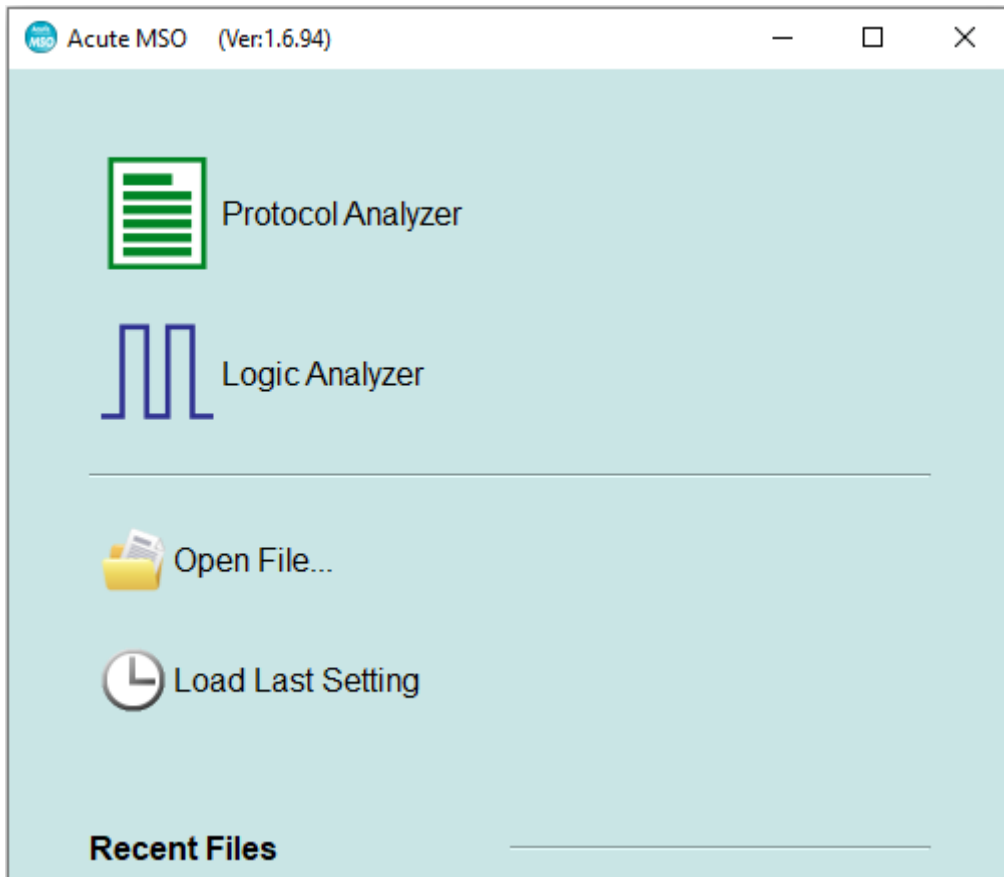 Acute MSO (Ver:1.6.94)
Protocol Analyzer
Logic Analyzer
Open File...
Load Last Setting
Recent Files